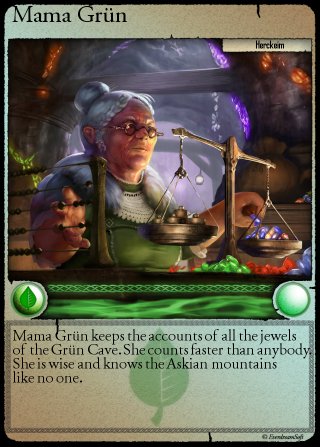 Mama Grün
Herckeim
Mama Grün keeps the accounts of all the jewels
of the Grün Cave. She counts faster than anybody.
She is wise and knows the Askian mountains
like no one.
© EverdreamSoft